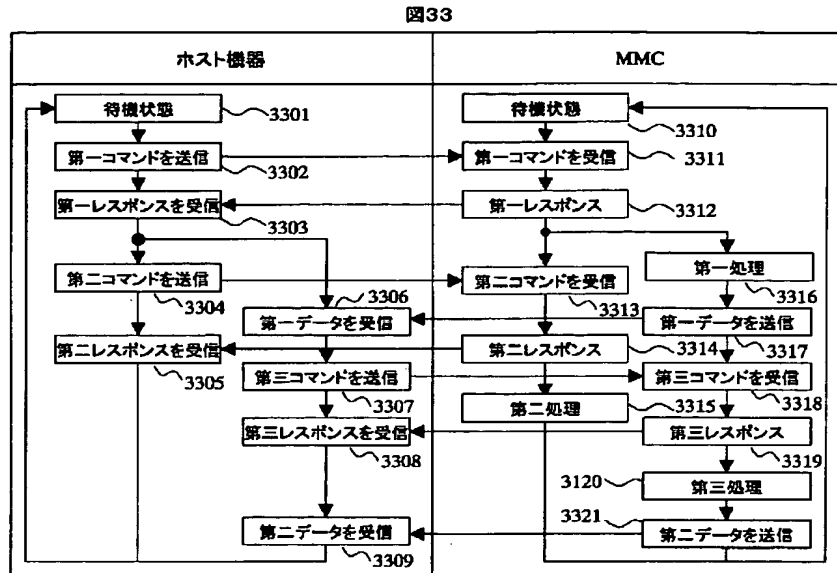 図33
ホスト機器
MMC
待機状態
3301
待機状態
3310
第一コマンドを送信
3302
第一コマンドを受信
3311
第一レスポンスを受信
3303
第一レスポンス
3312
第一処理
3316
第二コマンドを送信
3304
第二コマンドを受信
3313
3306
第一データを受信
第一データを送信
3317
第二レスポンスを受信
3305
第二レスポンス
3314
第三コマンドを送信
3307
第三コマンドを受信
3318
第二処理
3315
第三レスポンスを受信
3308
第三レスポンス
3319
3120
第三処理
3321
第二データを受信
3309
第二データを送信